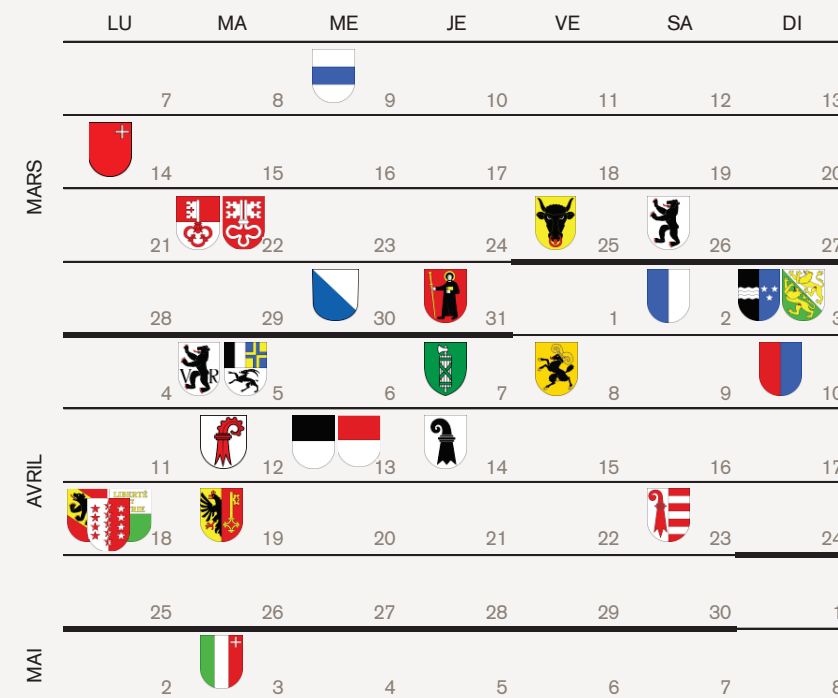 LU MA ME JE VE SA DI
7 8 9 10 11 12 13
MARS
14 15 16 17 18 19 20
21 22 23 24 25 26 27
28 29 30 31 1 2 3
V R
4 5 6 7 8 9 10
AVRIL
11 12 13 14 15 16 17
LIBERTÉ
18 19 20 21 22 23 24
25 26 27 28 29 30 1
MAI
2 3 4 5 6 7 8